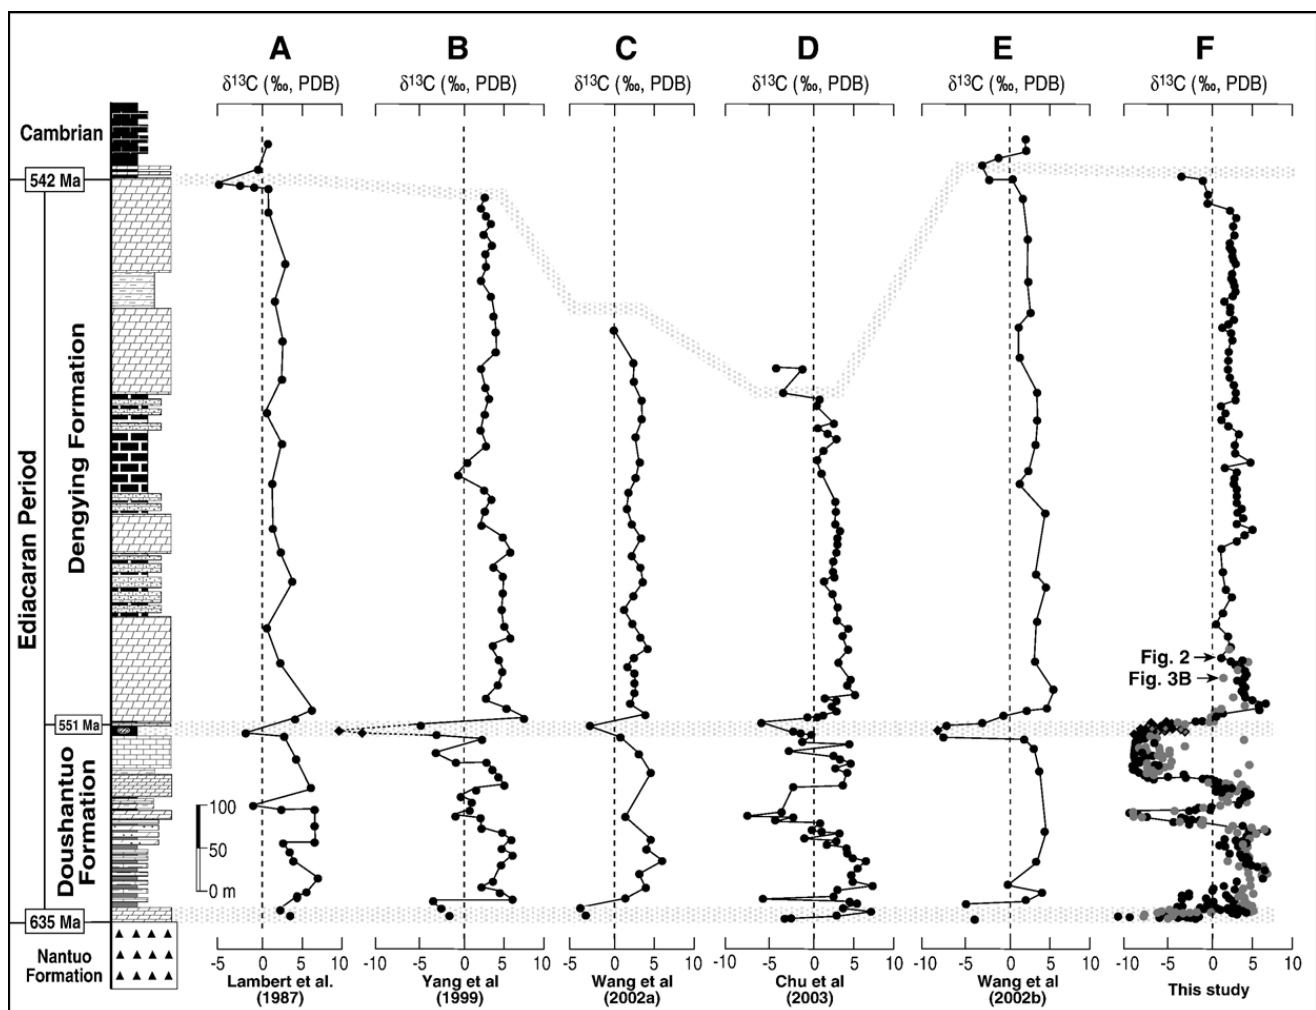 A B C D E F
δ13C (‰, PDB) δ13C (‰, PDB) δ13C (‰, PDB) δ13C (‰, PDB) δ13C (‰, PDB) δ13C (‰, PDB)
Cambrian
542 Ma
Ediacaran Period
Dengying Formation
Fig. 2
Fig. 3B
551 Ma
Doushantuo
Formation
100
50
0 m
635 Ma
Nantuo
Formation
-5 0 5 10 -10 -5 0 5 10 -5 0 5 10 -10 -5 0 5 10 -10 -5 0 5 10 -10 -5 0 5 10
Lambert et al. Yang et al Wang et al Chu et al Wang et al This study
(1987) (1999) (2002a) (2003) (2002b)